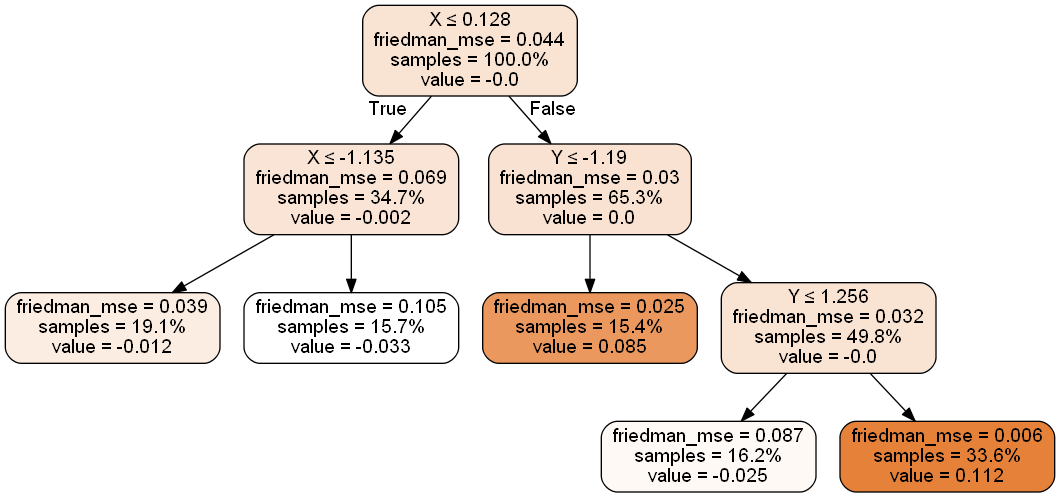 X ≤ 0.128
friedman_mse = 0.044
samples = 100.0%
value = -0.0
True
False
X ≤ -1.135
friedman_mse = 0.069
samples = 34.7%
value = -0.002
Y ≤ -1.19
friedman_mse = 0.03
samples = 65.3%
value = 0.0
friedman_mse = 0.039
samples = 19.1%
value = -0.012
friedman_mse = 0.105
samples = 15.7%
value = -0.033
friedman_mse = 0.025
samples = 15.4%
value = 0.085
Y ≤ 1.256
friedman_mse = 0.032
samples = 49.8%
value = -0.0
friedman_mse = 0.087
samples = 16.2%
value = -0.025
friedman_mse = 0.006
samples = 33.6%
value = 0.112